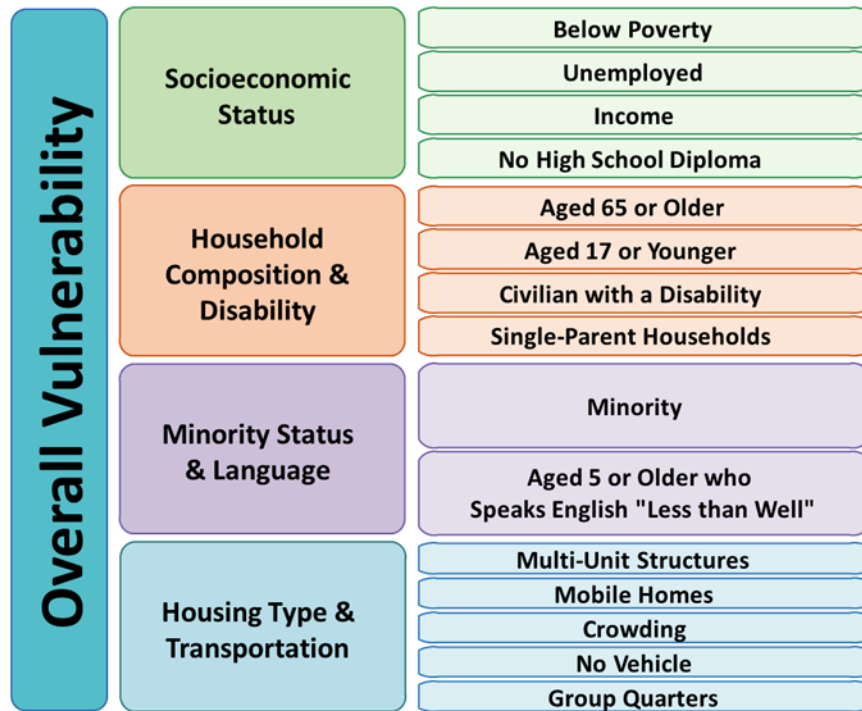 Overall Vulnerability
Socioeconomic
Status
Below Poverty
Unemployed
Income
No High School Diploma
Household
Composition &
Disability
Aged 65 or Older
Aged 17 or Younger
Civilian with a Disability
Single-Parent Households
Minority Status
& Language
Minority
Aged 5 or Older who
Speaks English "Less than Well"
Housing Type &
Transportation
Multi-Unit Structures
Mobile Homes
Crowding
No Vehicle
Group Quarters